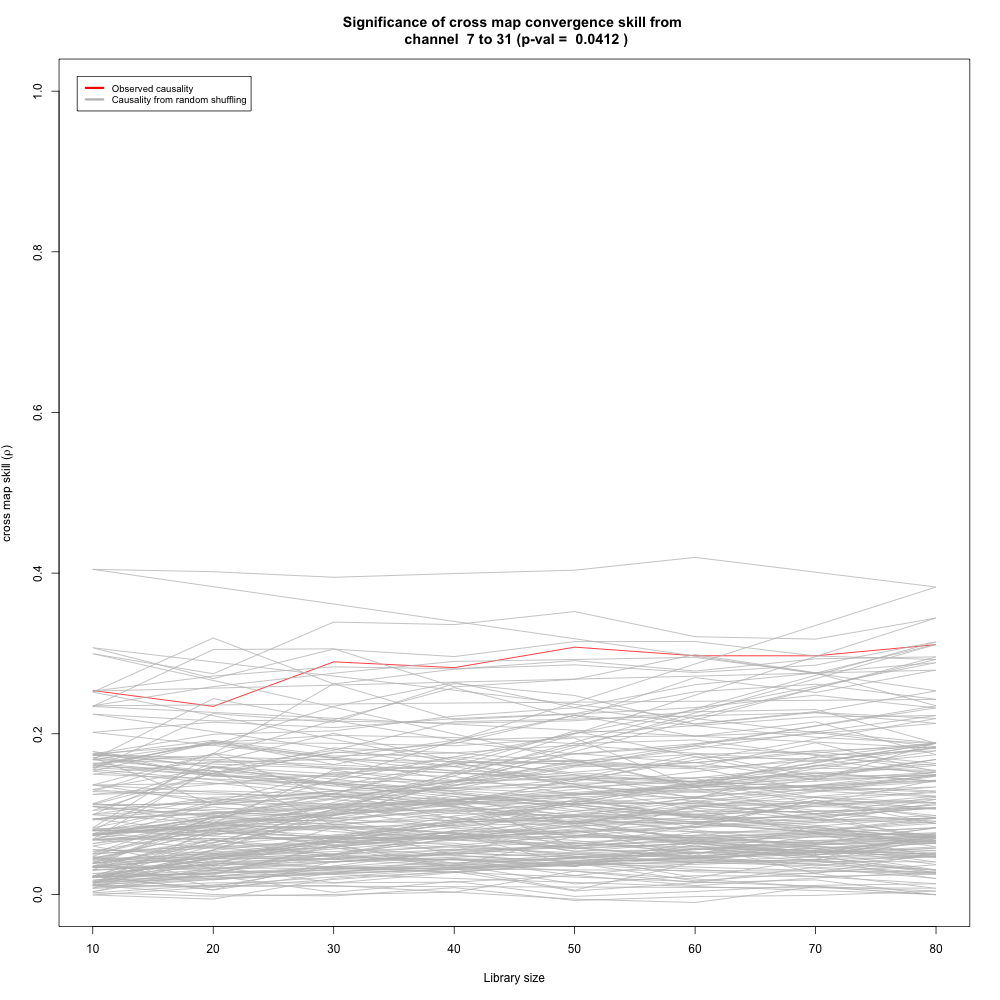 Significance of cross map convergence skill from
channel  7 to 31 (p-val =  0.0412 )
Observed causality
Causality from random shuffling
1.0
0.8
0.6
0.4
0.2
0.0
cross map skill (ρ)
10 20 30 40 50 60 70 80
Library size